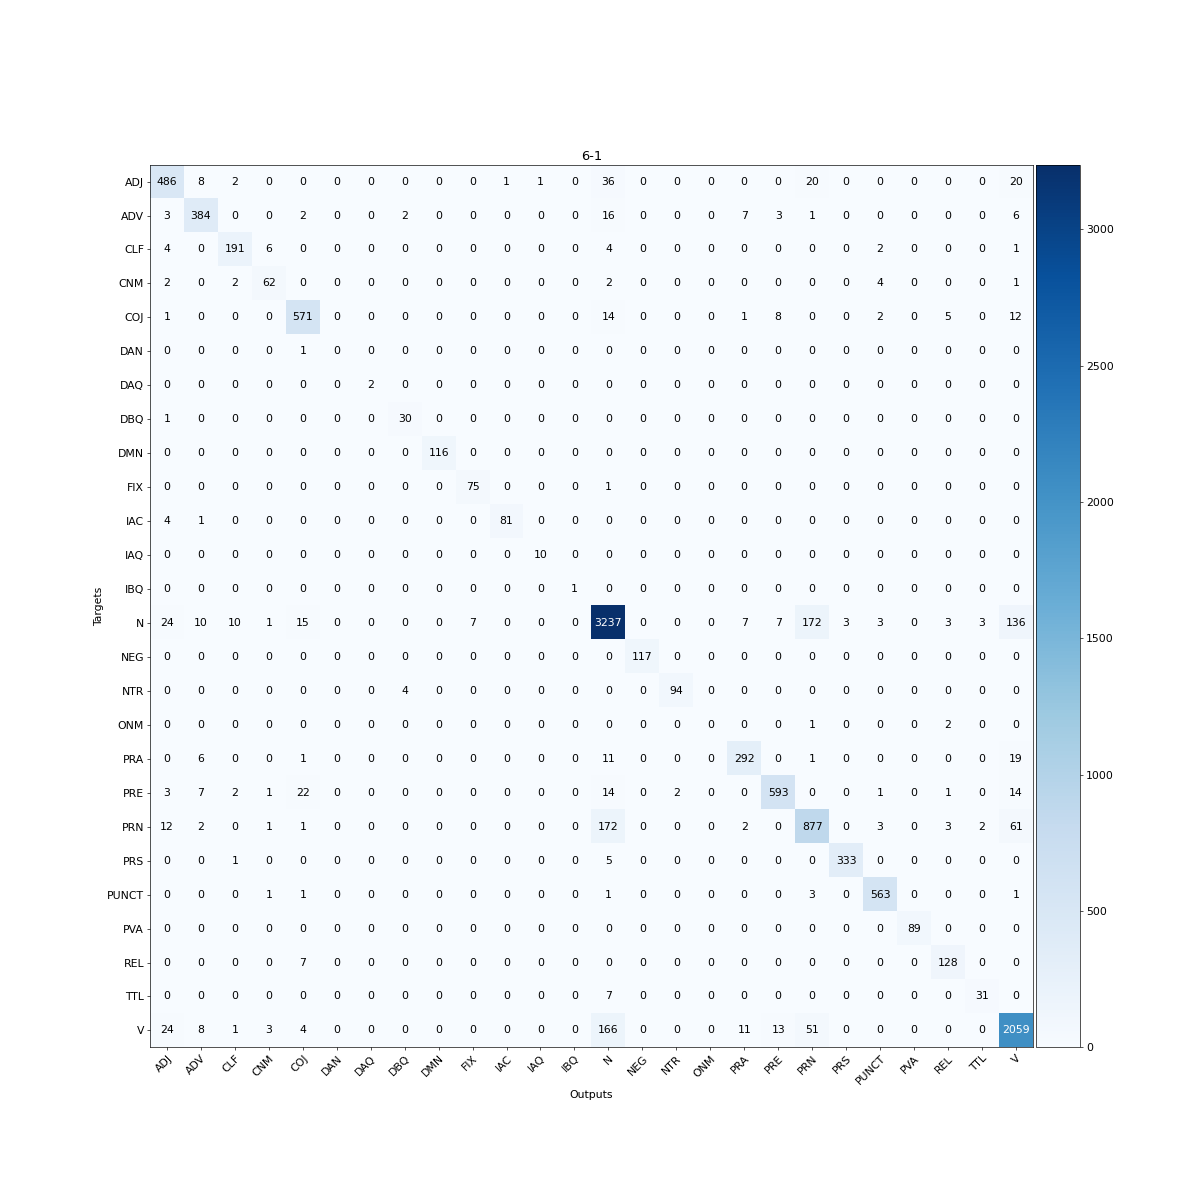 6-1
ADJ 486 8 2 0 0 0 0 0 0 0 1 1 0 36 0 0 0 0 0 20 0 0 0 0 0 20
ADV 3 384 0 0 2 0 0 2 0 0 0 0 0 16 0 0 0 7 3 1 0 0 0 0 0 6
CLF 4 0 191 6 0 0 0 0 0 0 0 0 0 4 0 0 0 0 0 0 0 2 0 0 0 1
CNM 2 0 2 62 0 0 0 0 0 0 0 0 0 2 0 0 0 0 0 0 0 4 0 0 0 1
COJ 1 0 0 0 571 0 0 0 0 0 0 0 0 14 0 0 0 1 8 0 0 2 0 5 0 12
DAN 0 0 0 0 1 0 0 0 0 0 0 0 0 0 0 0 0 0 0 0 0 0 0 0 0 0
DAQ 0 0 0 0 0 0 2 0 0 0 0 0 0 0 0 0 0 0 0 0 0 0 0 0 0 0
DBQ 1 0 0 0 0 0 0 30 0 0 0 0 0 0 0 0 0 0 0 0 0 0 0 0 0 0
DMN 0 0 0 0 0 0 0 0 116 0 0 0 0 0 0 0 0 0 0 0 0 0 0 0 0 0
FIX 0 0 0 0 0 0 0 0 0 75 0 0 0 1 0 0 0 0 0 0 0 0 0 0 0 0
IAC 4 1 0 0 0 0 0 0 0 0 81 0 0 0 0 0 0 0 0 0 0 0 0 0 0 0
IAQ 0 0 0 0 0 0 0 0 0 0 0 10 0 0 0 0 0 0 0 0 0 0 0 0 0 0
IBQ 0 0 0 0 0 0 0 0 0 0 0 0 1 0 0 0 0 0 0 0 0 0 0 0 0 0
N 24 10 10 1 15 0 0 0 0 7 0 0 0 3237 0 0 0 7 7 172 3 3 0 3 3 136
NEG 0 0 0 0 0 0 0 0 0 0 0 0 0 0 117 0 0 0 0 0 0 0 0 0 0 0
NTR 0 0 0 0 0 0 0 4 0 0 0 0 0 0 0 94 0 0 0 0 0 0 0 0 0 0
ONM 0 0 0 0 0 0 0 0 0 0 0 0 0 0 0 0 0 0 0 1 0 0 0 2 0 0
PRA 0 6 0 0 1 0 0 0 0 0 0 0 0 11 0 0 0 292 0 1 0 0 0 0 0 19
PRE 3 7 2 1 22 0 0 0 0 0 0 0 0 14 0 2 0 0 593 0 0 1 0 1 0 14
PRN 12 2 0 1 1 0 0 0 0 0 0 0 0 172 0 0 0 2 0 877 0 3 0 3 2 61
PRS 0 0 1 0 0 0 0 0 0 0 0 0 0 5 0 0 0 0 0 0 333 0 0 0 0 0
PUNCT 0 0 0 1 1 0 0 0 0 0 0 0 0 1 0 0 0 0 0 3 0 563 0 0 0 1
PVA 0 0 0 0 0 0 0 0 0 0 0 0 0 0 0 0 0 0 0 0 0 0 89 0 0 0
REL 0 0 0 0 7 0 0 0 0 0 0 0 0 0 0 0 0 0 0 0 0 0 0 128 0 0
TTL 0 0 0 0 0 0 0 0 0 0 0 0 0 7 0 0 0 0 0 0 0 0 0 0 31 0
V 24 8 1 3 4 0 0 0 0 0 0 0 0 166 0 0 0 11 13 51 0 0 0 0 0 2059
ADJ ADV CLF CNM COJ DAN DAQ DBQ DMN FIX IAC IAQ IBQ N NEG NTR ONM PRA PRE PRN PRS PUNCT PVA REL TTL V
Outputs
Targets
3000
2500
2000
1500
1000
500
0